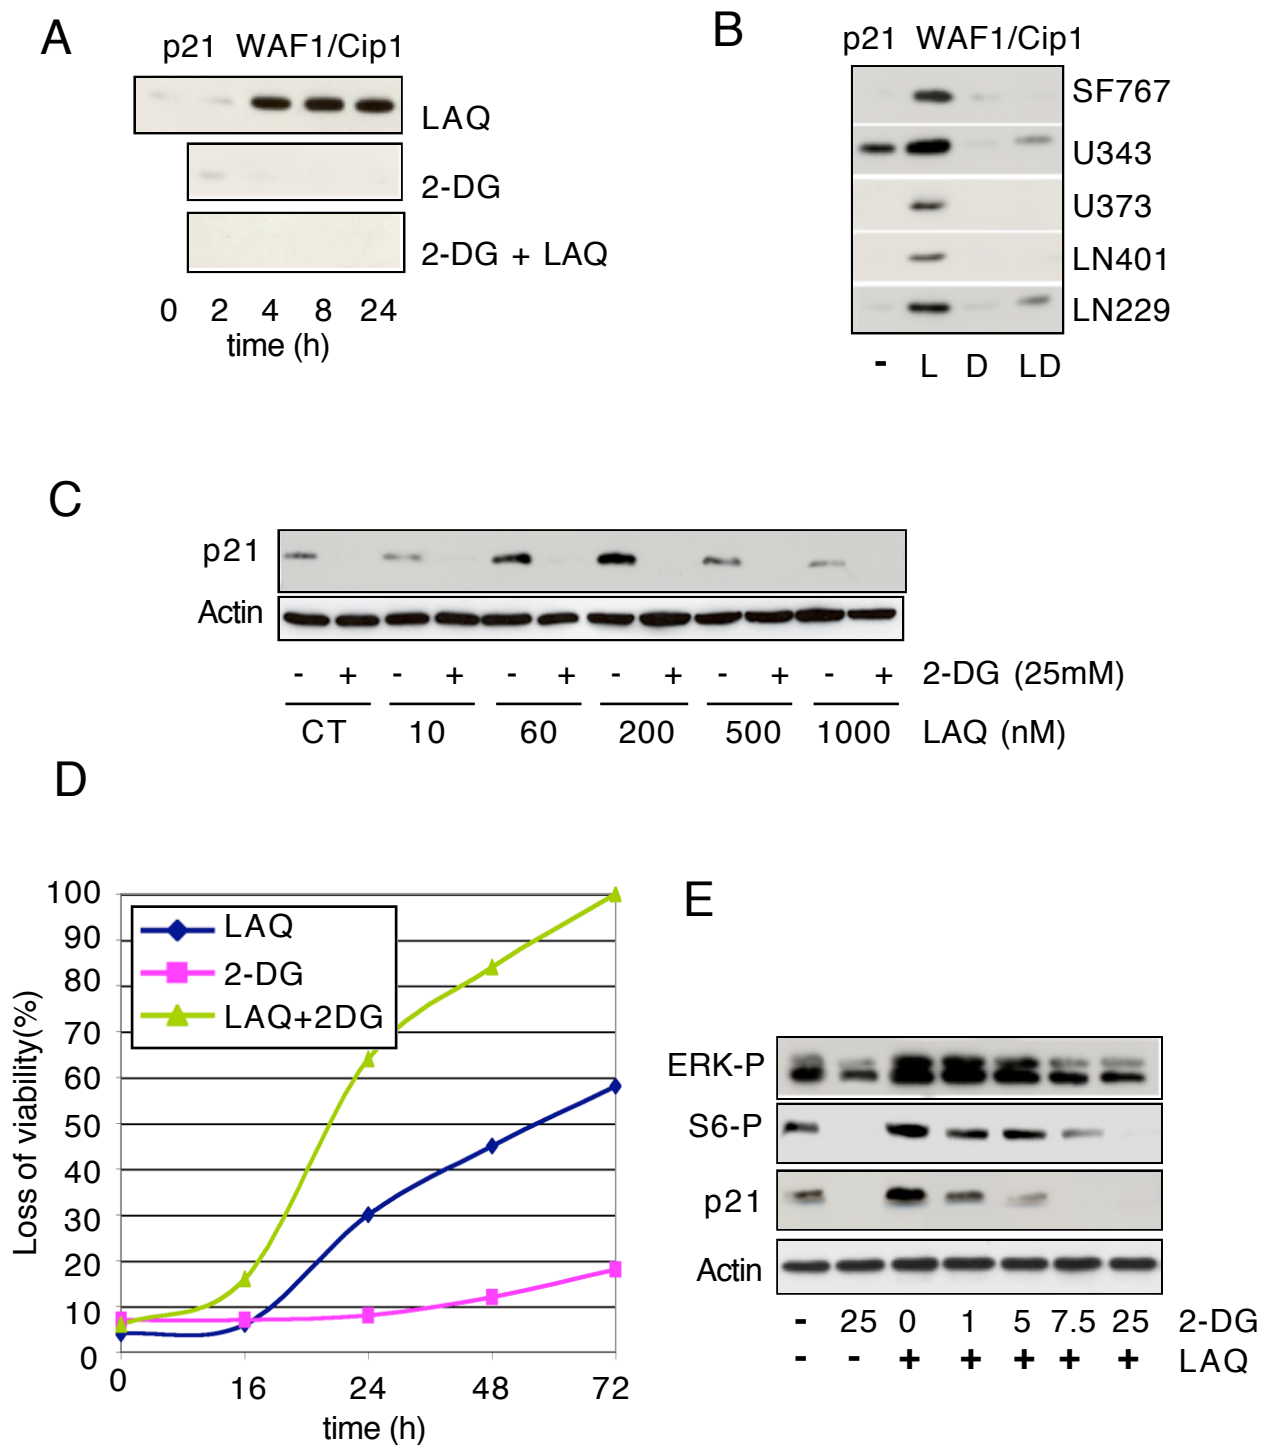 A
p21 WAF1/Cip1
LAQ
2-DG
2-DG + LAQ
0 2 4 8 24
time (h)
B
p21 WAF1/Cip1
SF767
U343
U373
LN401
LN229
- L D LD
C
p21
Actin
- + - + - + - + - + - + 2-DG (25mM)
CT 10 60 200 500 1000 LAQ (nM)
D
100
90
80
70
60
50
40
30
20
10
0
Loss of viability(%)
LAQ
2-DG
LAQ+2DG
0 16 24 48 72
time (h)
E
ERK-P
S6-P
p21
Actin
- 25 0 1 5 7.5 25 2-DG
- - + + + + + LAQ